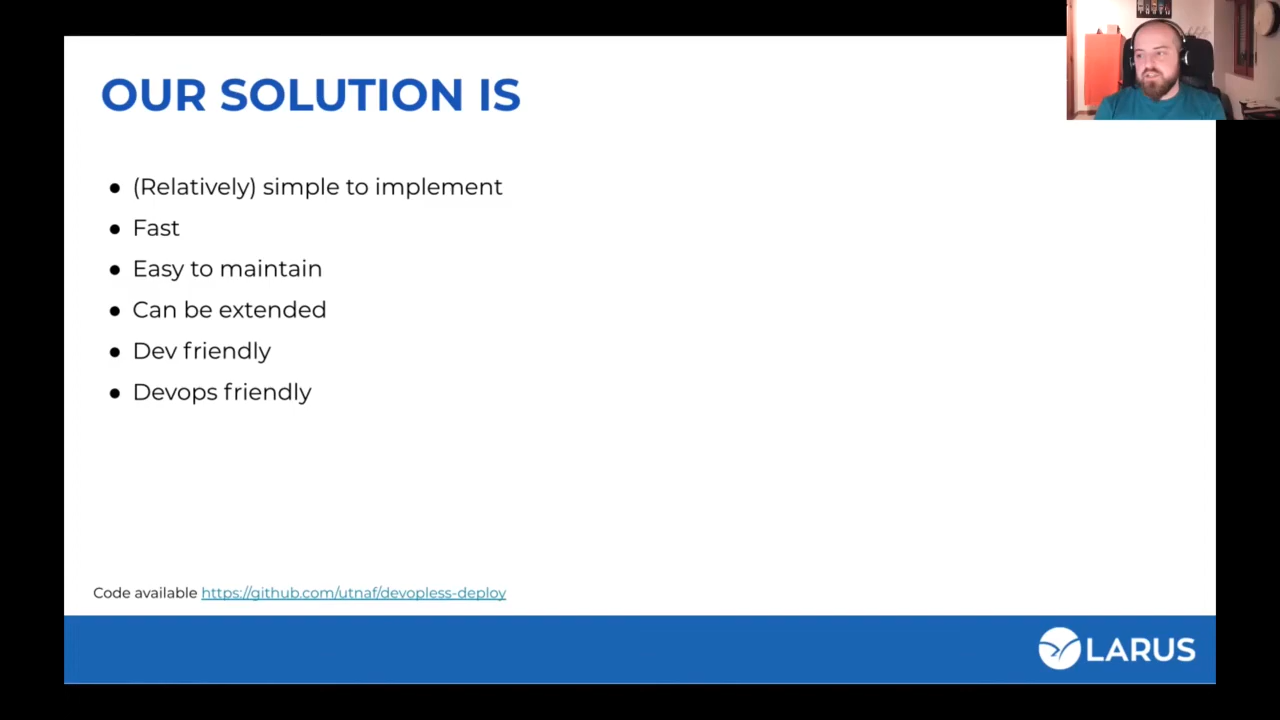 OUR SOLUTION IS
● (Relatively) simple to implement
● Fast
● Easy to maintain
● Can be extended
● Dev friendly
● Devops friendly
Code available https://github.com/utnaf/devopless-deploy
LARUS